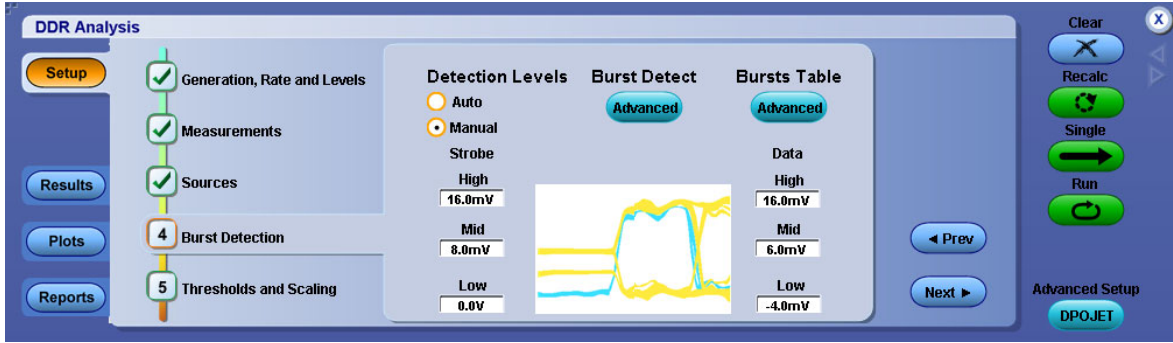 DDR Analysis
Setup
Results
Plots
Reports
Generation, Rate and Levels
Measurements
Sources
4 Burst Detection
5 Thresholds and Scaling
Detection Levels
Auto
Manual
Strobe
High
16.0mV
Mid
8.0mV
Low
0.0V
Burst Detect
Advanced
Bursts Table
Advanced
Data
High
16.0mV
Mid
6.0mV
Low
-4.0mV
◄ Prev
Next ►
Clear
X
Recalc
Single
Run
Advanced Setup
DPOJET